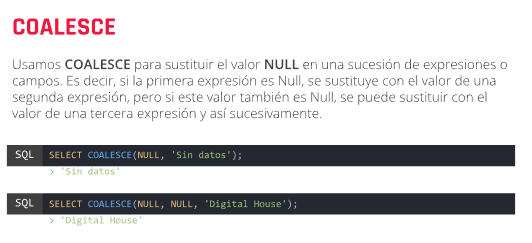 COALESCE
Usamos COALESCE para sustituir el valor NULL en una sucesión de expresiones o
campos. Es decir, si la primera expresión es Null, se sustituye con el valor de una
segunda expresión, pero si este valor también es Null, se puede sustituir con el
valor de una tercera expresión y así sucesivamente.
SQL SELECT COALESCE(NULL, 'Sin datos');
> 'Sin datos'
SQL SELECT COALESCE(NULL, NULL, 'Digital House');
> 'Digital House'